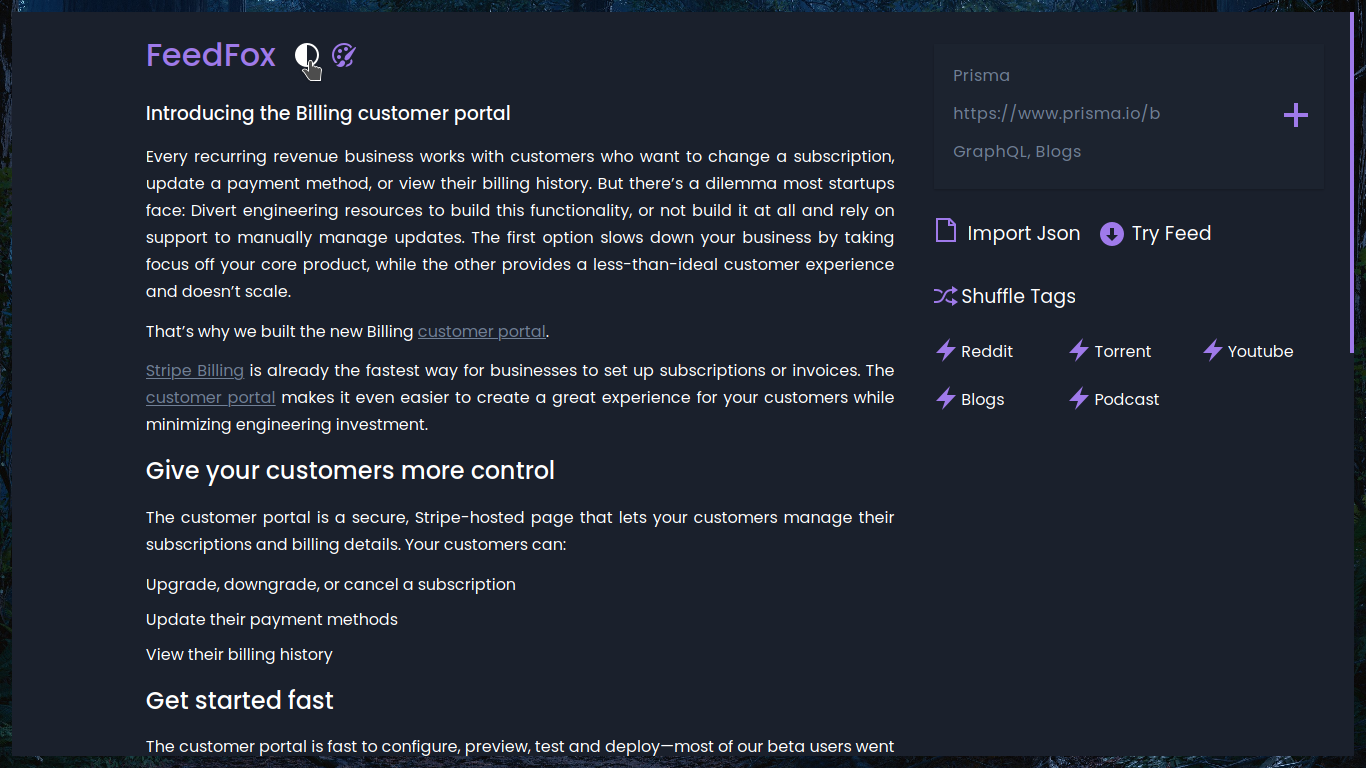 FeedFox
Introducing the Billing customer portal
Every recurring revenue business works with customers who want to change a subscription,
update a payment method, or view their billing history. But there’s a dilemma most startups
face: Divert engineering resources to build this functionality, or not build it at all and rely on
support to manually manage updates. The first option slows down your business by taking
focus off your core product, while the other provides a less-than-ideal customer experience
and doesn’t scale.
That’s why we built the new Billing customer portal.
Stripe Billing is already the fastest way for businesses to set up subscriptions or invoices. The
customer portal makes it even easier to create a great experience for your customers while
minimizing engineering investment.
Give your customers more control
The customer portal is a secure, Stripe-hosted page that lets your customers manage their
subscriptions and billing details. Your customers can:
Upgrade, downgrade, or cancel a subscription
Update their payment methods
View their billing history
Get started fast
The customer portal is fast to configure, preview, test and deploy—most of our beta users went
Prisma
https://www.prisma.io/b
GraphQL, Blogs
Import Json Try Feed
Shuffle Tags
Reddit Torrent Youtube
Blogs Podcast